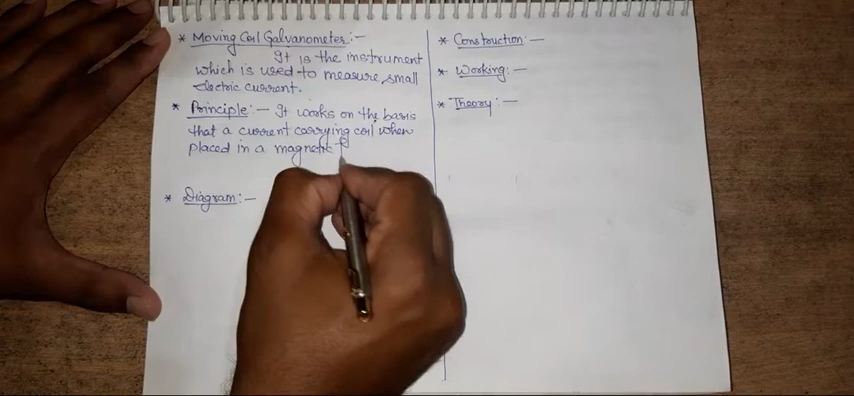 * Moving Coil Galvanometer:-
It is the instrument
which is used to measure small
electric current.
* Principle:- It works on the basis
that a current carrying coil when
placed in a magnetic f
* Diagram:-
* Construction:-
* Working:-
* Theory:-